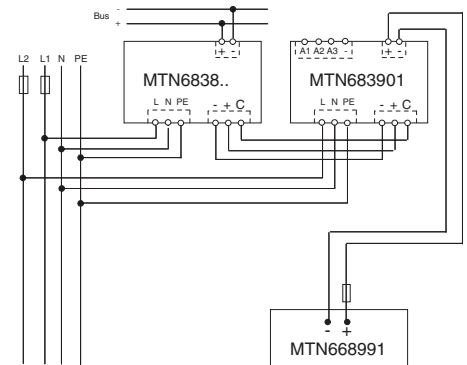 Bus -
+
L2 L1 N PE
+ -
MTN6838..
L N PE - + C
A1 A2 A3 - + -
MTN683901
L N PE - + C
- +
MTN668991